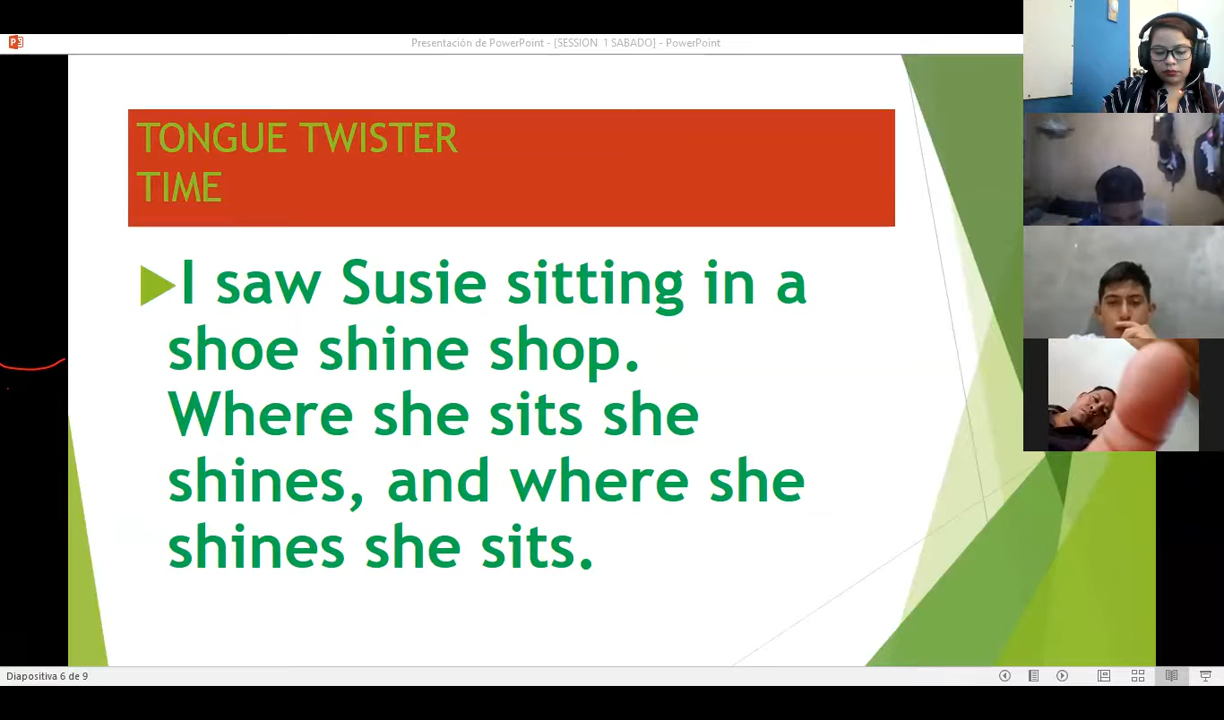 Presentación de PowerPoint - [SESSION 1 SABADO] - PowerPoint
TONGUE TWISTER
TIME
I saw Susie sitting in a
shoe shine shop.
Where she sits she
shines, and where she
shines she sits.
Diapositiva 6 de 9